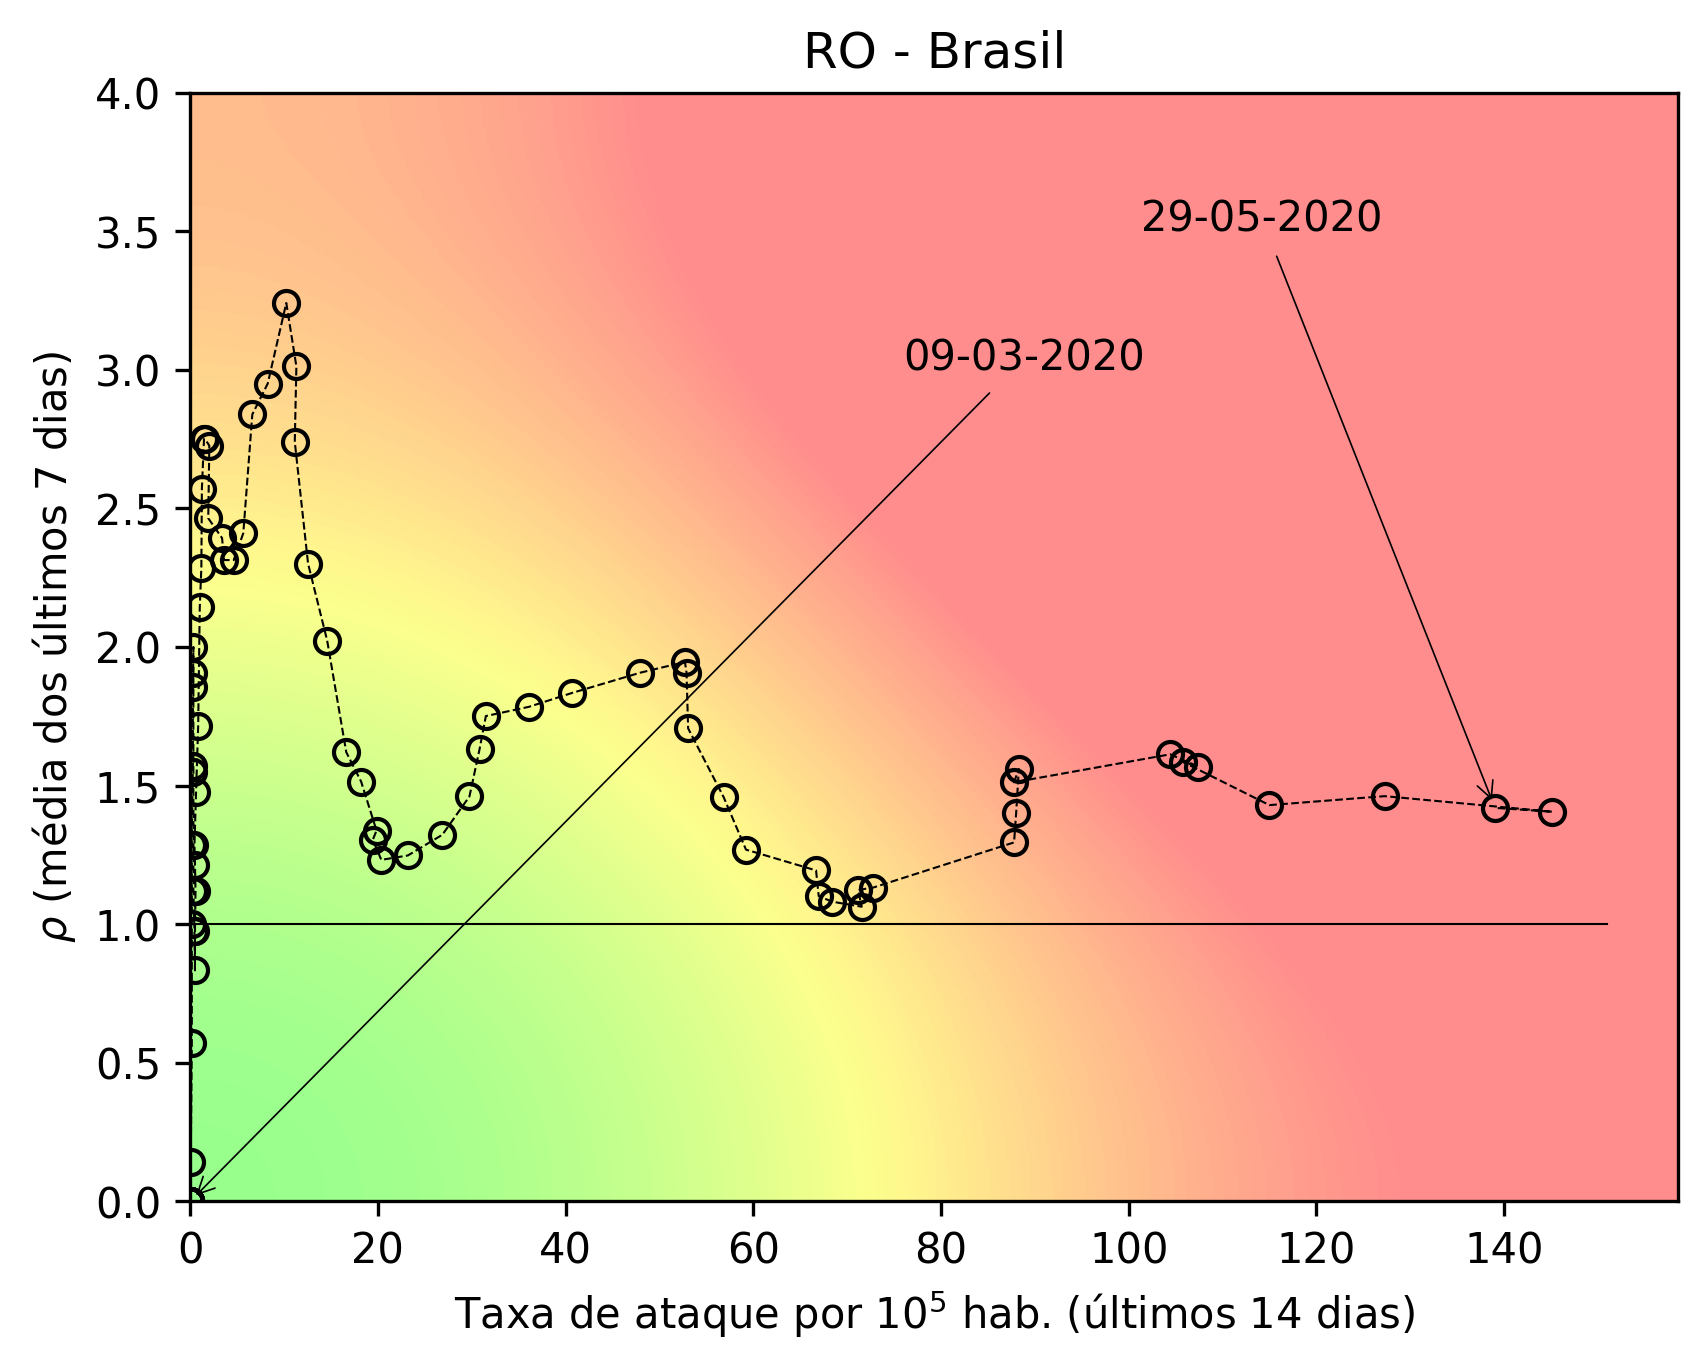 RO - Brasil
4.0
3.5
3.0
2.5
2.0
1.5
1.0
0.5
0.0
ρ (média dos últimos 7 dias)
29-05-2020
09-03-2020
0 20 40 60 80 100 120 140
Taxa de ataque por 10⁵ hab. (últimos 14 dias)